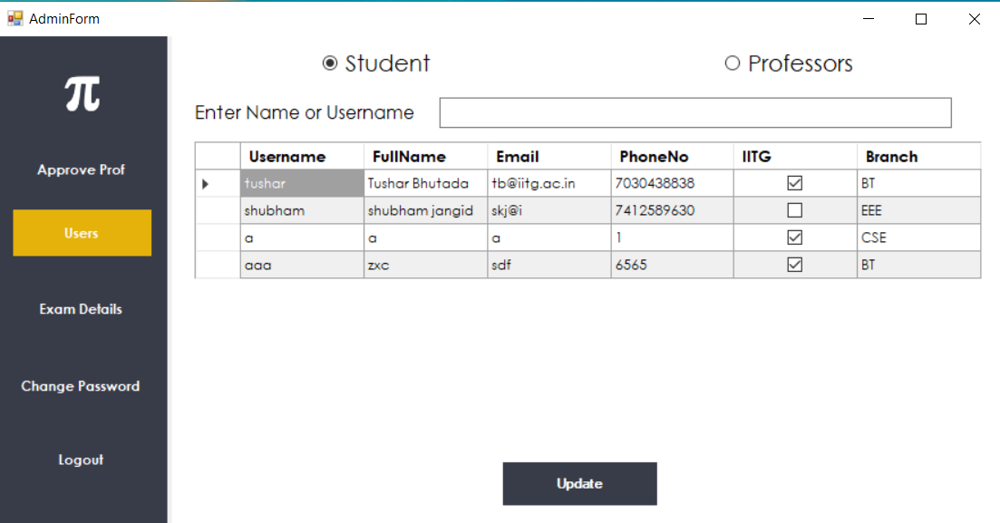 AdminForm
π
Approve Prof
Users
Exam Details
Change Password
Logout
Student Professors
Enter Name or Username
Username FullName Email PhoneNo IITG Branch
tushar Tushar Bhutada tb@iitg.ac.in 7030438838 BT
shubham shubham jangid skj@i 7412589630 EEE
a a a 1 CSE
aaa zxc sdf 6565 BT
Update